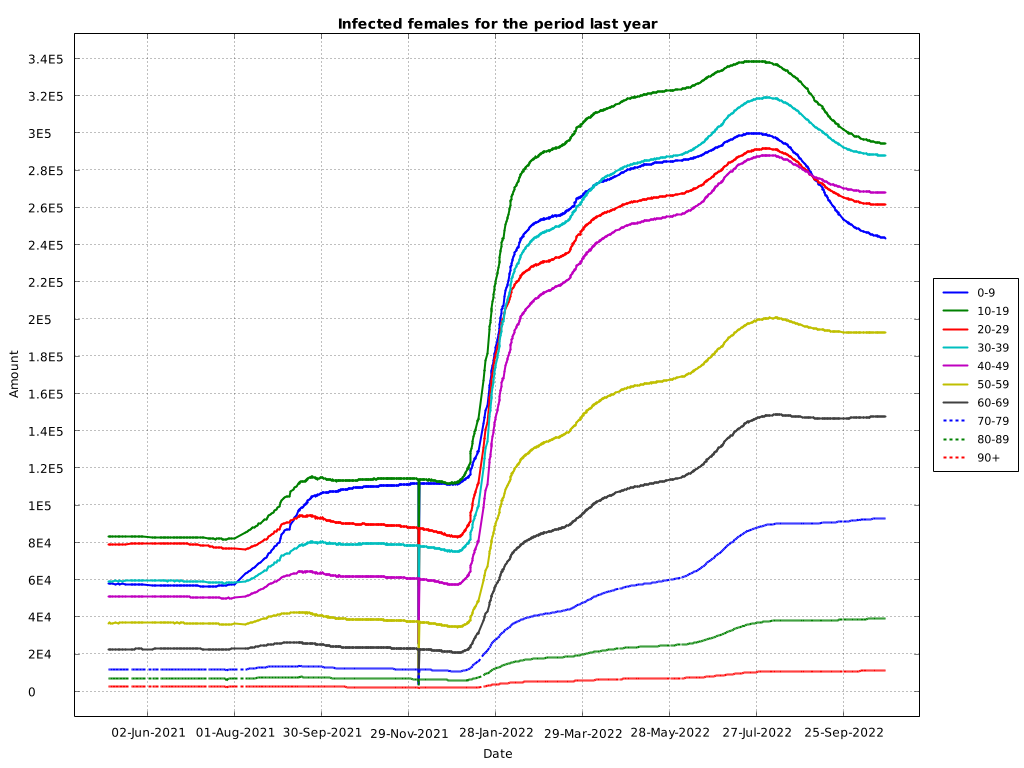 Infected females for the period last year
3.4E5
3.2E5
3E5
2.8E5
2.6E5
2.4E5
2.2E5
2E5
1.8E5
1.6E5
1.4E5
1.2E5
1E5
8E4
6E4
4E4
2E4
0
Amount
02-Jun-2021 01-Aug-2021 30-Sep-2021 29-Nov-2021 28-Jan-2022 29-Mar-2022 28-May-2022 27-Jul-2022 25-Sep-2022
Date
0-9
10-19
20-29
30-39
40-49
50-59
60-69
70-79
80-89
90+